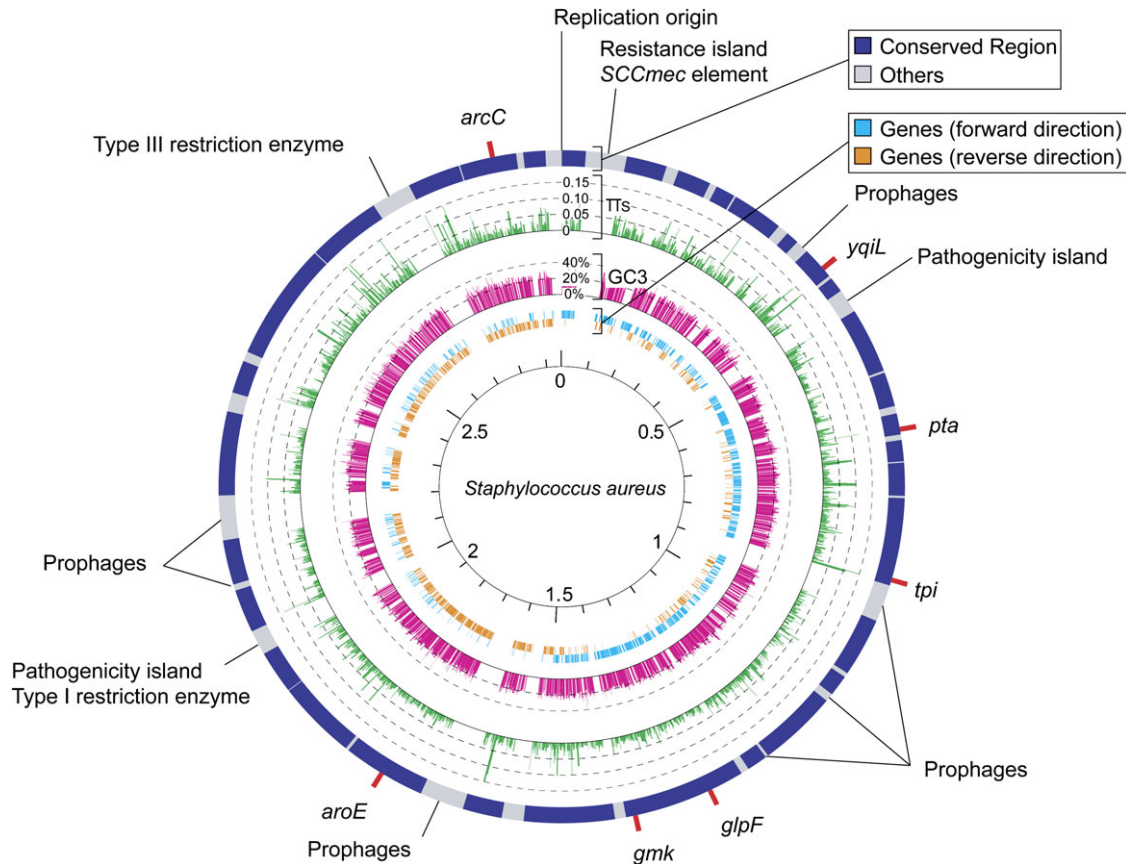 Replication origin
Resistance island
SCCmec element
Conserved Region
Others
arcC
Genes (forward direction)
Genes (reverse direction)
Type III restriction enzyme
Prophages
0.15
0.10
0.05
0
πs
yqiL
Pathogenicity island
40%
20%
0%
GC3
0
0.5
2.5
pta
Staphylococcus aureus
2
1
1.5
Prophages
tpi
Pathogenicity island
Type I restriction enzyme
Prophages
aroE
glpF
Prophages
gmk